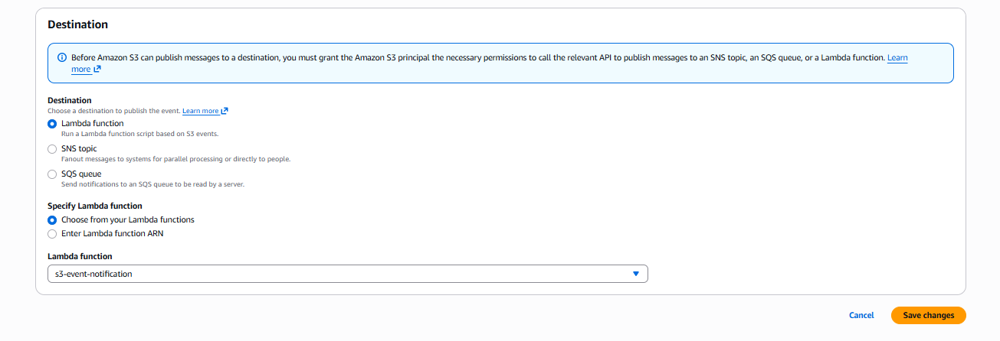 Destination
Before Amazon S3 can publish messages to a destination, you must grant the Amazon S3 principal the necessary permissions to call the relevant API to publish messages to an SNS topic, an SQS queue, or a Lambda function. Learn
more
Destination
Choose a destination to publish the event. Learn more
Lambda function
Run a Lambda function script based on S3 events.
SNS topic
Fanout messages to systems for parallel processing or directly to people.
SQS queue
Send notifications to an SQS queue to be read by a server.
Specify Lambda function
Choose from your Lambda functions
Enter Lambda function ARN
Lambda function
s3-event-notification
Cancel
Save changes